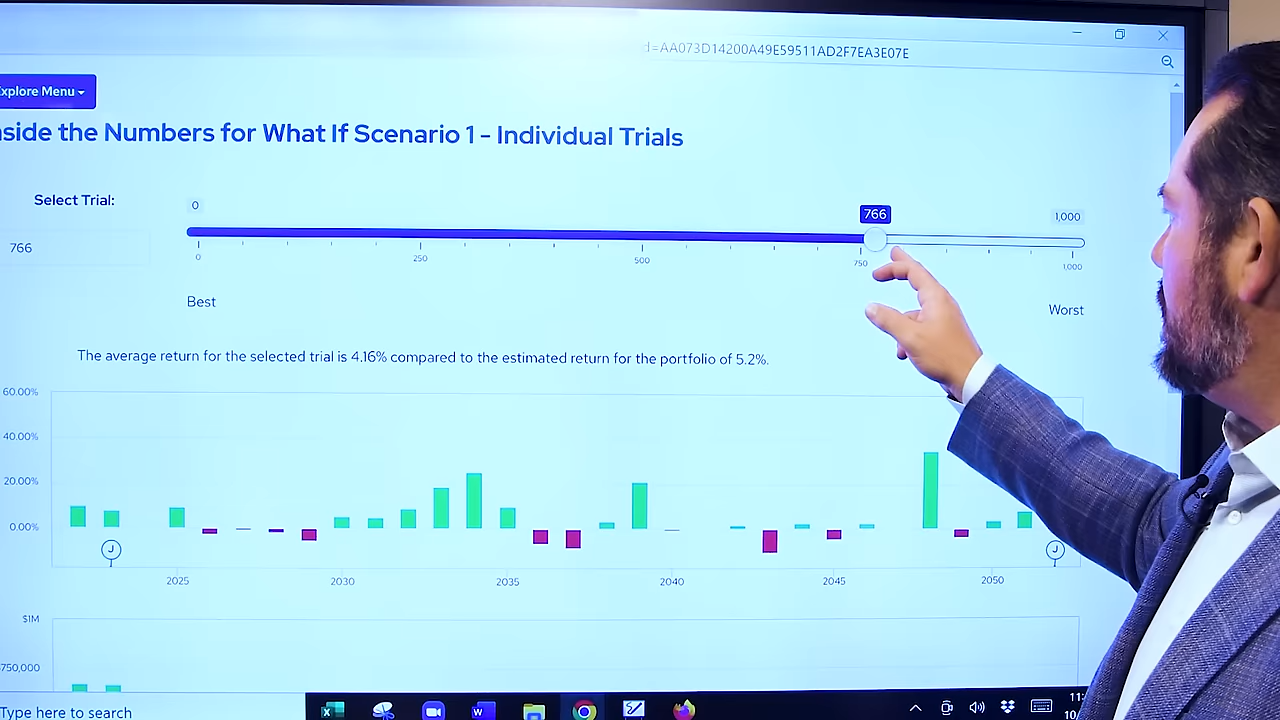 d=AA073D14200A49E59511AD2F7EA3E07E
Explore Menu
nside the Numbers for What If Scenario 1 - Individual Trials
Select Trial:
0
766
1,000
766
0
250
500
750
1,000
Best
Worst
The average return for the selected trial is 4.16% compared to the estimated return for the portfolio of 5.2%.
60.00%
40.00%
20.00%
0.00%
J
J
2025
2030
2035
2040
2045
2050
$1M
$750,000
Type here to search
11:
10